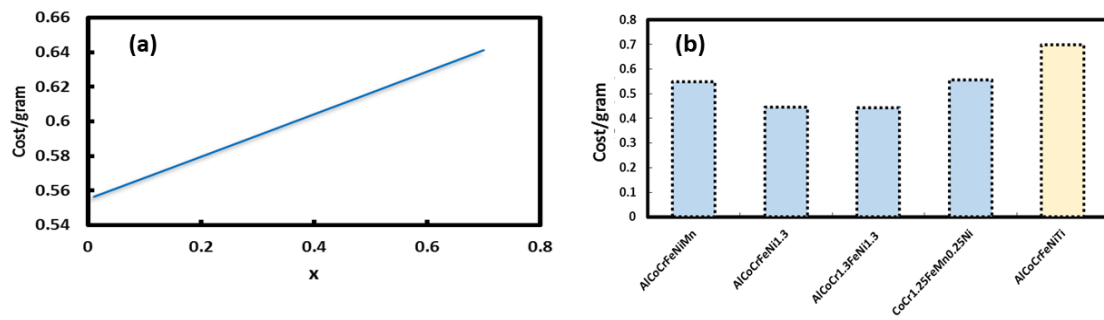 (a)
Cost/gram
0.66
0.64
0.62
0.6
0.58
0.56
0.54
0
0.2
0.4
0.6
0.8
x
(b)
Cost/gram
0.8
0.7
0.6
0.5
0.4
0.3
0.2
0.1
0
AlCoCrFeNiMn
AlCoCrFeNi1.3
AlCoCr1.3FeNi1.3
CoCr1.25FeMn0.25Ni
AlCoCrFeNiTi